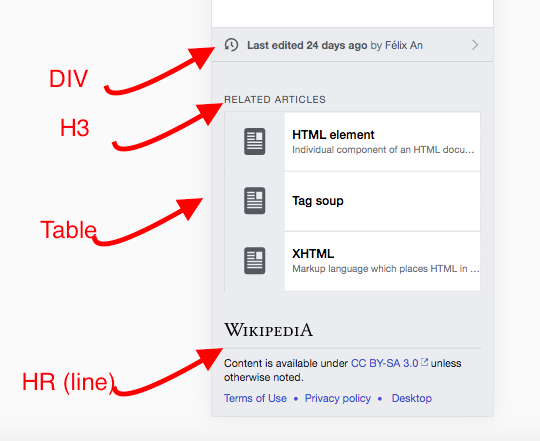 Last edited 24 days ago by Félix An
DIV
RELATED ARTICLES
H3
HTML element
Individual component of an HTML docu...
Tag soup
Table
XHTML
Markup language which places HTML in ...
WIKIPEDIA
Content is available under CC BY-SA 3.0 unless
otherwise noted.
HR (line)
Terms of Use • Privacy policy • Desktop